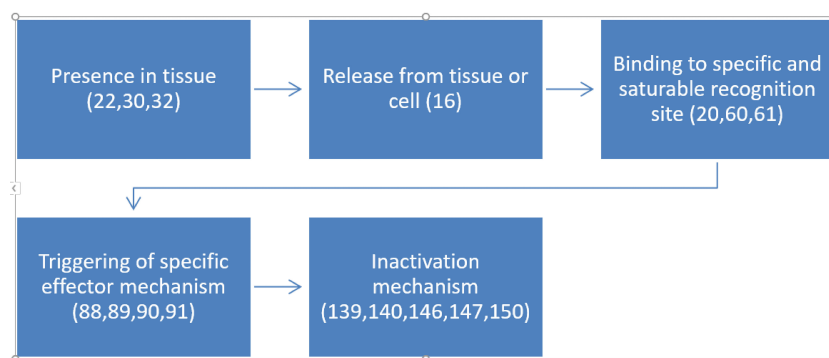 Presence in tissue
(22,30,32)
Release from tissue or
cell (16)
Binding to specific and
saturable recognition
site (20,60,61)
Triggering of specific
effector mechanism
(88,89,90,91)
Inactivation
mechanism
(139,140,146,147,150)